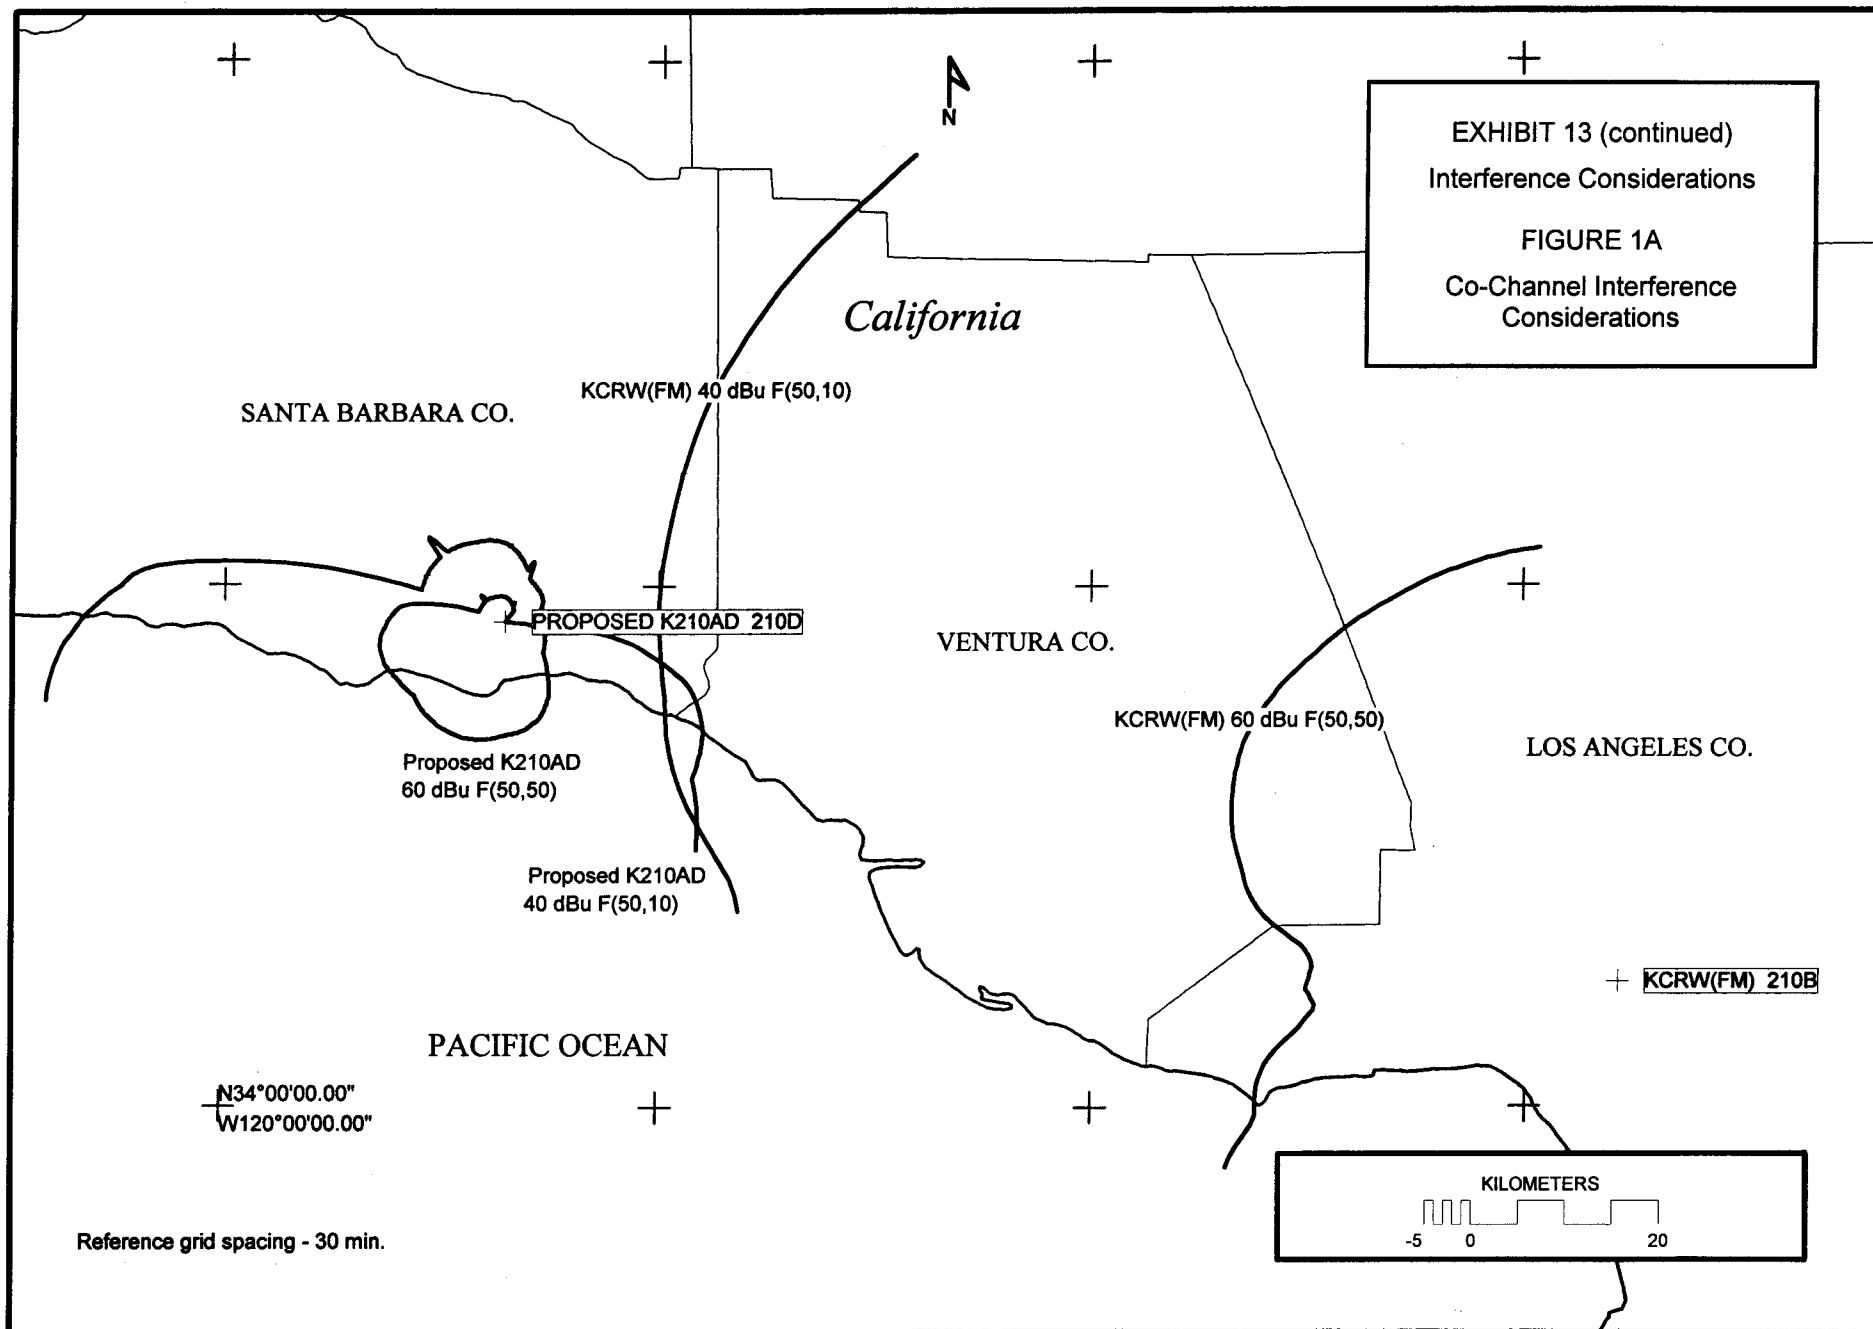 EXHIBIT 13 (continued)
Interference Considerations
FIGURE 1A
Co-Channel Interference
Considerations
N
California
KCRW(FM) 40 dBu F(50,10)
SANTA BARBARA CO.
PROPOSED K210AD 210D
VENTURA CO.
KCRW(FM) 60 dBu F(50,50)
LOS ANGELES CO.
Proposed K210AD
60 dBu F(50,50)
Proposed K210AD
40 dBu F(50,10)
KCRW(FM) 210B
PACIFIC OCEAN
N34°00'00.00"
W120°00'00.00"
KILOMETERS
-5 0 20
Reference grid spacing - 30 min.